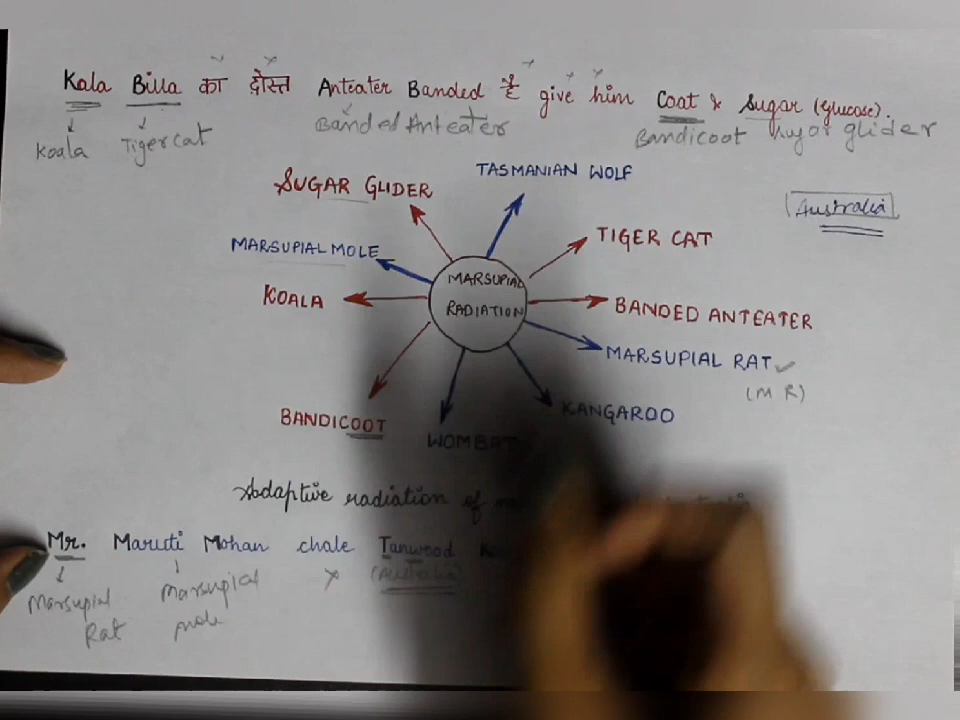 Kala Billa का दोस्त Anteater Banded है give him Coat & Sugar (Glucose).
Koala Tiger cat Banded Anteater Bandicoot glider
TASMANIAN WOLF
SUGAR GLIDER
Australia
TIGER CAT
MARSUPIAL MOLE
MARSUPIAL
RADIATION
KOALA
BANDED ANTEATER
MARSUPIAL RAT
(M R)
KANGAROO
BANDICOOT
WOMBAT
Adaptive radiation of
Mr. Maruti Mohan chale Tanwood
Marsupial Rat
Marsupial mole
(Australia)